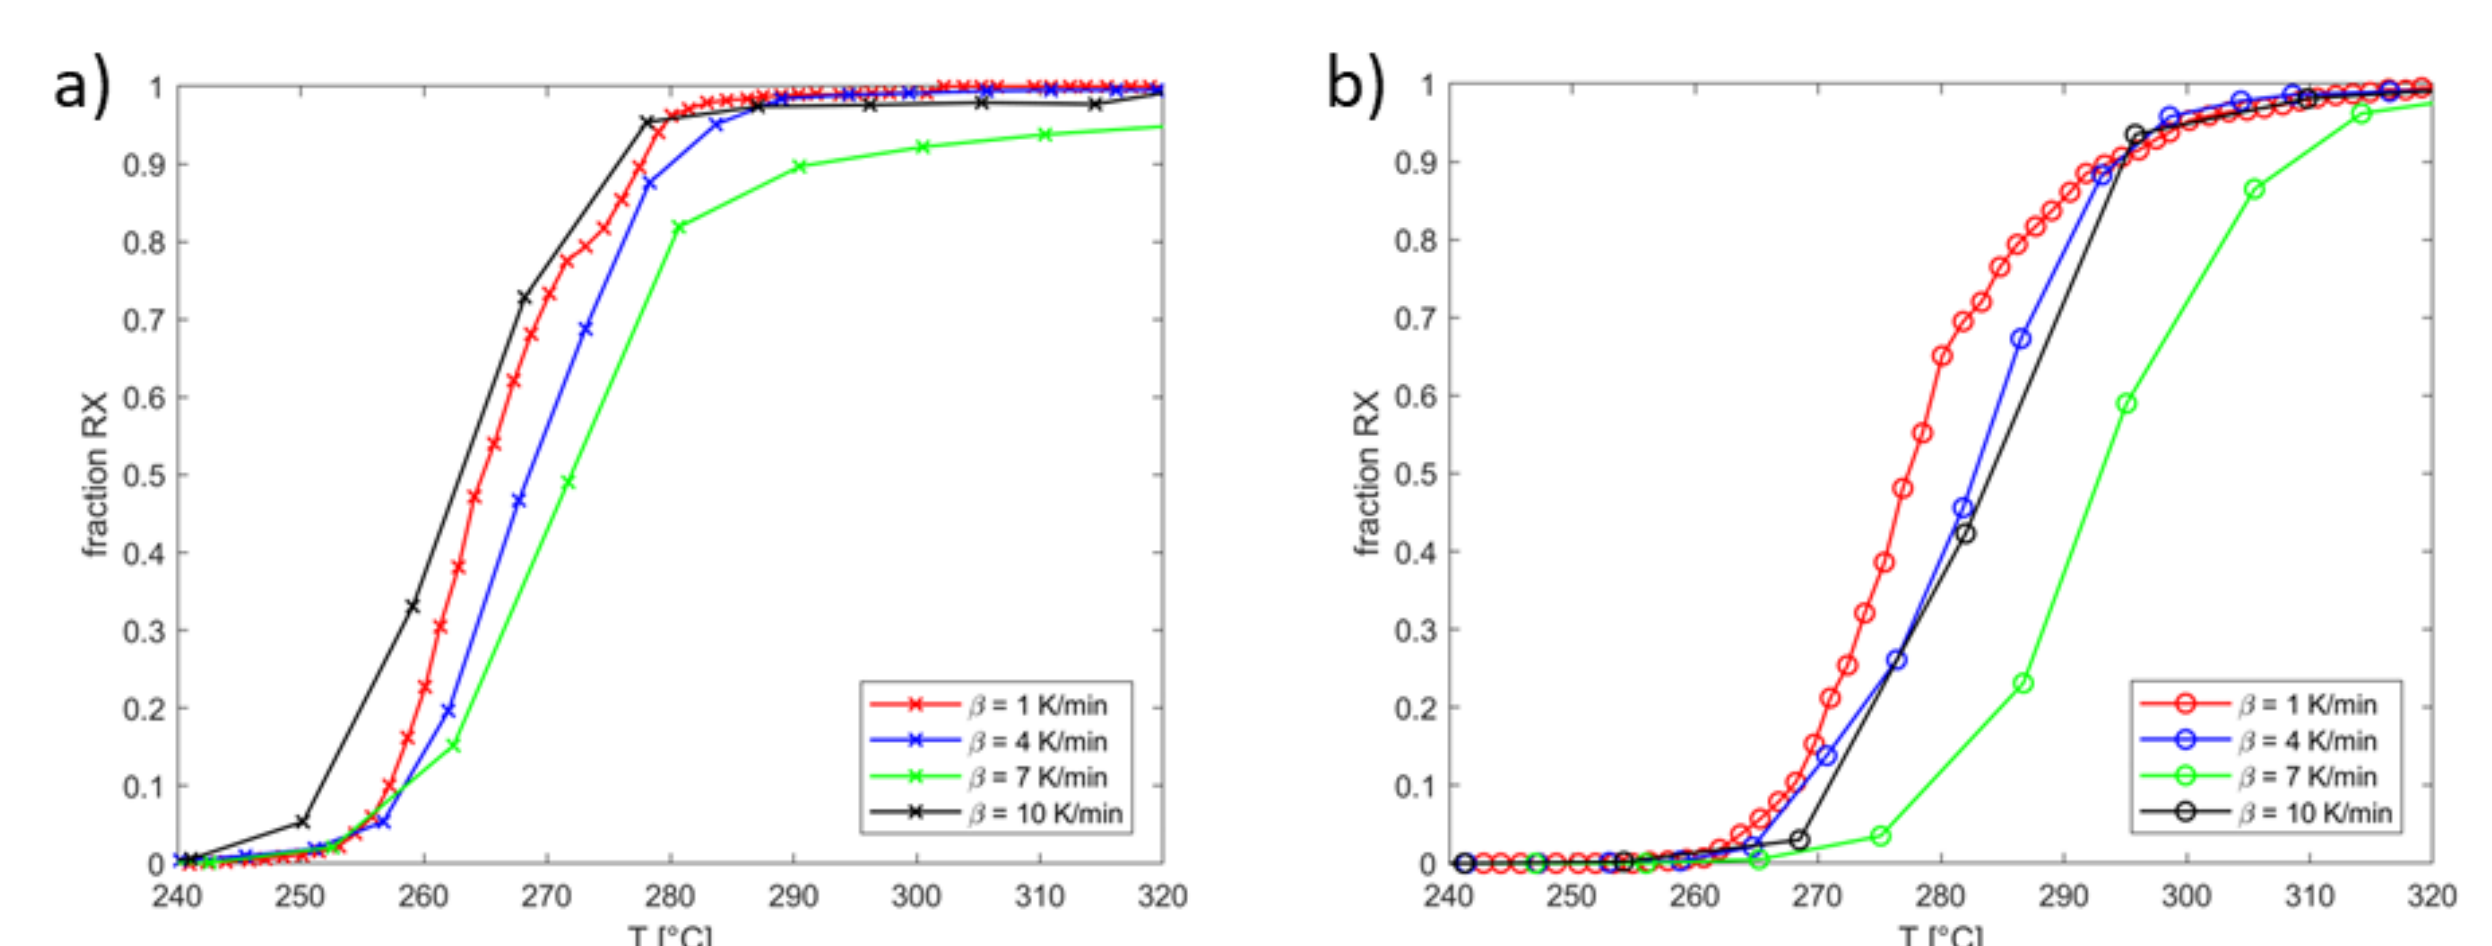 a)
1
0.9
0.8
0.7
0.6
0.5
0.4
0.3
0.2
0.1
0
fraction RX
240 250 260 270 280 290 300 310 320
T [°C]
β = 1 K/min
β = 4 K/min
β = 7 K/min
β = 10 K/min
b)
1
0.9
0.8
0.7
0.6
0.5
0.4
0.3
0.2
0.1
0
fraction RX
240 250 260 270 280 290 300 310 320
T [°C]
β = 1 K/min
β = 4 K/min
β = 7 K/min
β = 10 K/min